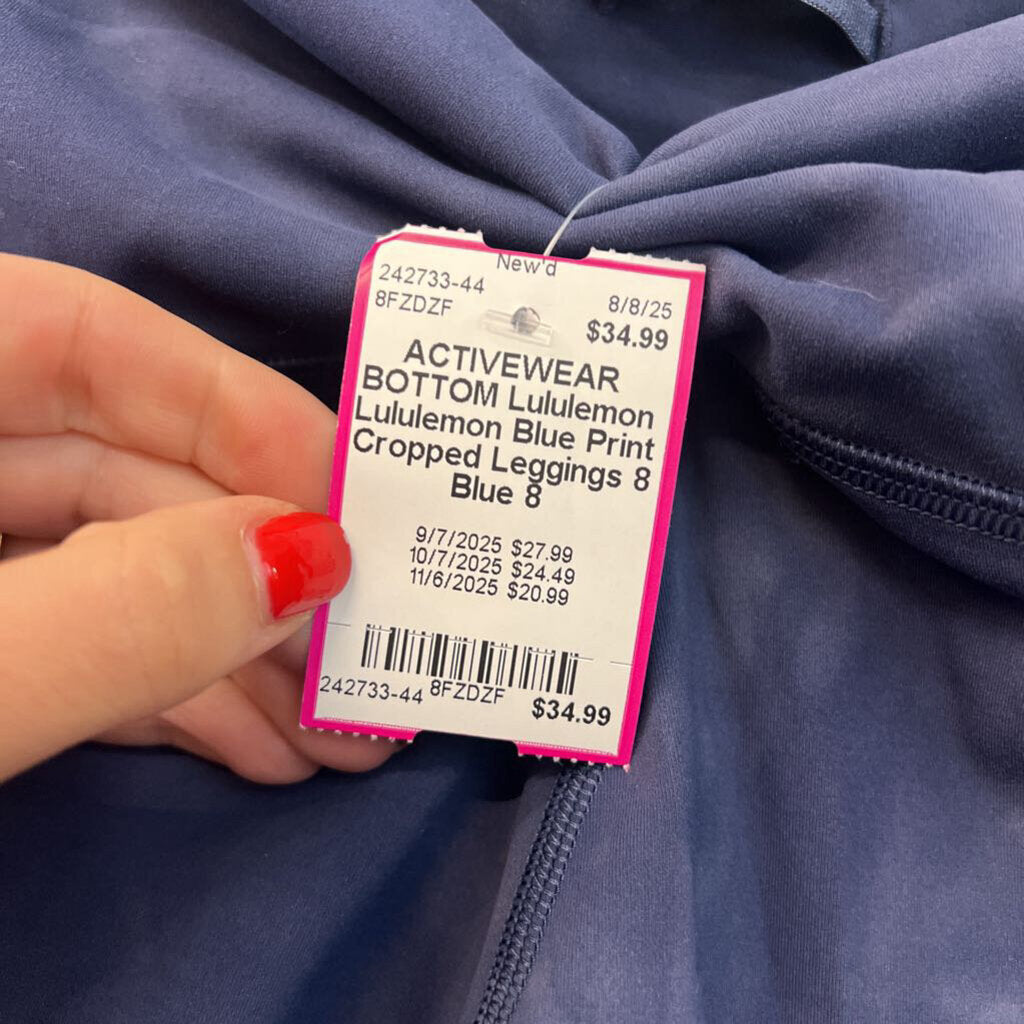 New'd
242733-44
8FZDZF
8/8/25
$34.99
ACTIVEWEAR
BOTTOM Lululemon
Lululemon Blue Print
Cropped Leggings 8
Blue 8
9/7/2025 $27.99
10/7/2025 $24.49
11/6/2025 $20.99
242733-44 8FZDZF $34.99